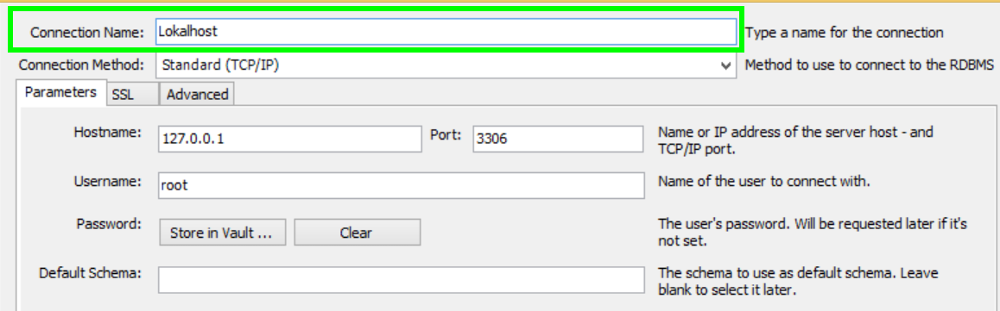 Connection Name: Lokalhost Type a name for the connection
Connection Method: Standard (TCP/IP) Method to use to connect to the RDBMS
Parameters SSL Advanced
Hostname: 127.0.0.1 Port: 3306 Name or IP address of the server host - and
TCP/IP port.
Username: root Name of the user to connect with.
Password: Store in Vault ... Clear The user's password. Will be requested later if it's
not set.
Default Schema: The schema to use as default schema. Leave
blank to select it later.